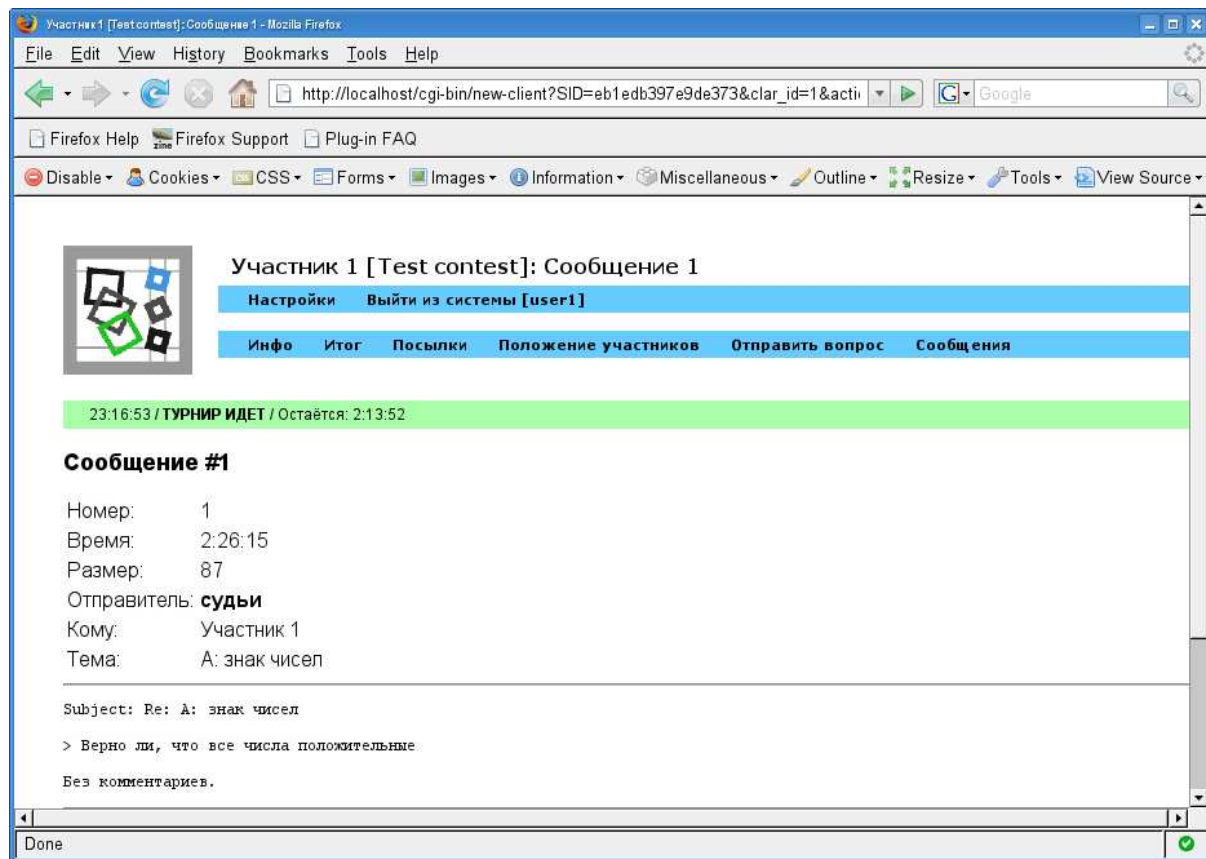 Участник 1 [Test contest]: Сообщение 1 - Mozilla Firefox
File Edit View History Bookmarks Tools Help
http://localhost/cgi-bin/new-client?SID=eb1edb397e9de373&clar_id=1&acti Google
Firefox Help Firefox Support Plug-in FAQ
Disable Cookies CSS Forms Images Information Miscellaneous Outline Resize Tools View Source
Участник 1 [Test contest]: Сообщение 1
Настройки Выйти из системы [user1]
Инфо Итог Посылки Положение участников Отправить вопрос Сообщения
23:16:53 / ТУРНИР ИДЕТ / Остаётся: 2:13:52
Сообщение #1
Номер: 1
Время: 2:26:15
Размер: 87
Отправитель: судьи
Кому: Участник 1
Тема: A: знак чисел
Subject: Re: A: знак чисел
> Верно ли, что все числа положительные
Без комментариев.
Done